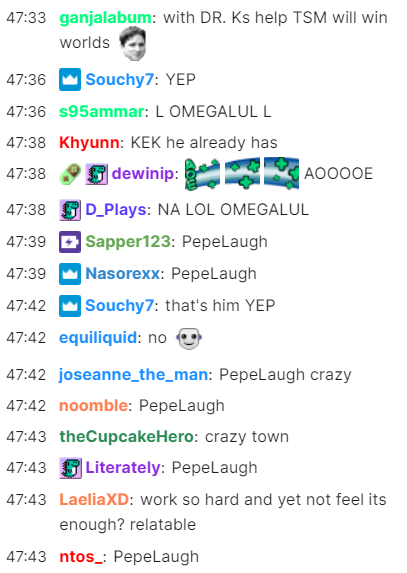 47:33 ganjalabum: with DR. Ks help TSM will win
worlds
47:36 Souchy7: YEP
47:36 s95ammar: L OMEGALUL L
47:38 Khyunn: KEK he already has
47:38 dewinip: AOOOOE
47:38 D_Plays: NA LOL OMEGALUL
47:39 Sapper123: PepeLaugh
47:39 Nasorexx: PepeLaugh
47:42 Souchy7: that's him YEP
47:42 equiliquid: no
47:42 joseanne_the_man: PepeLaugh crazy
47:42 noomble: PepeLaugh
47:43 theCupcakeHero: crazy town
47:43 Literately: PepeLaugh
47:43 LaeliaXD: work so hard and yet not feel its
enough? relatable
47:43 ntos_: PepeLaugh